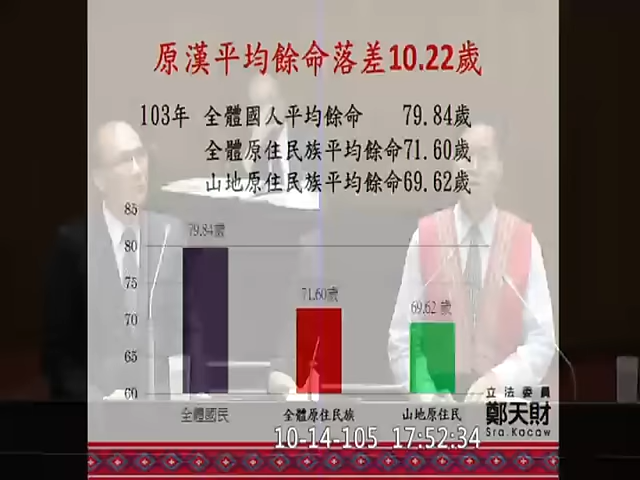 原漢平均餘命落差10.22歲
103年 全體國人平均餘命 79.84歲
全體原住民族平均餘命71.60歲
山地原住民族平均餘命69.62歲
85
80
75
70
65
60
79.84歲
71.60歲
69.62 歲
全體國民
全體原住民族
山地原住民
立法委員
鄭天財
Sra.Kacaw
10-14-105 17:52:34